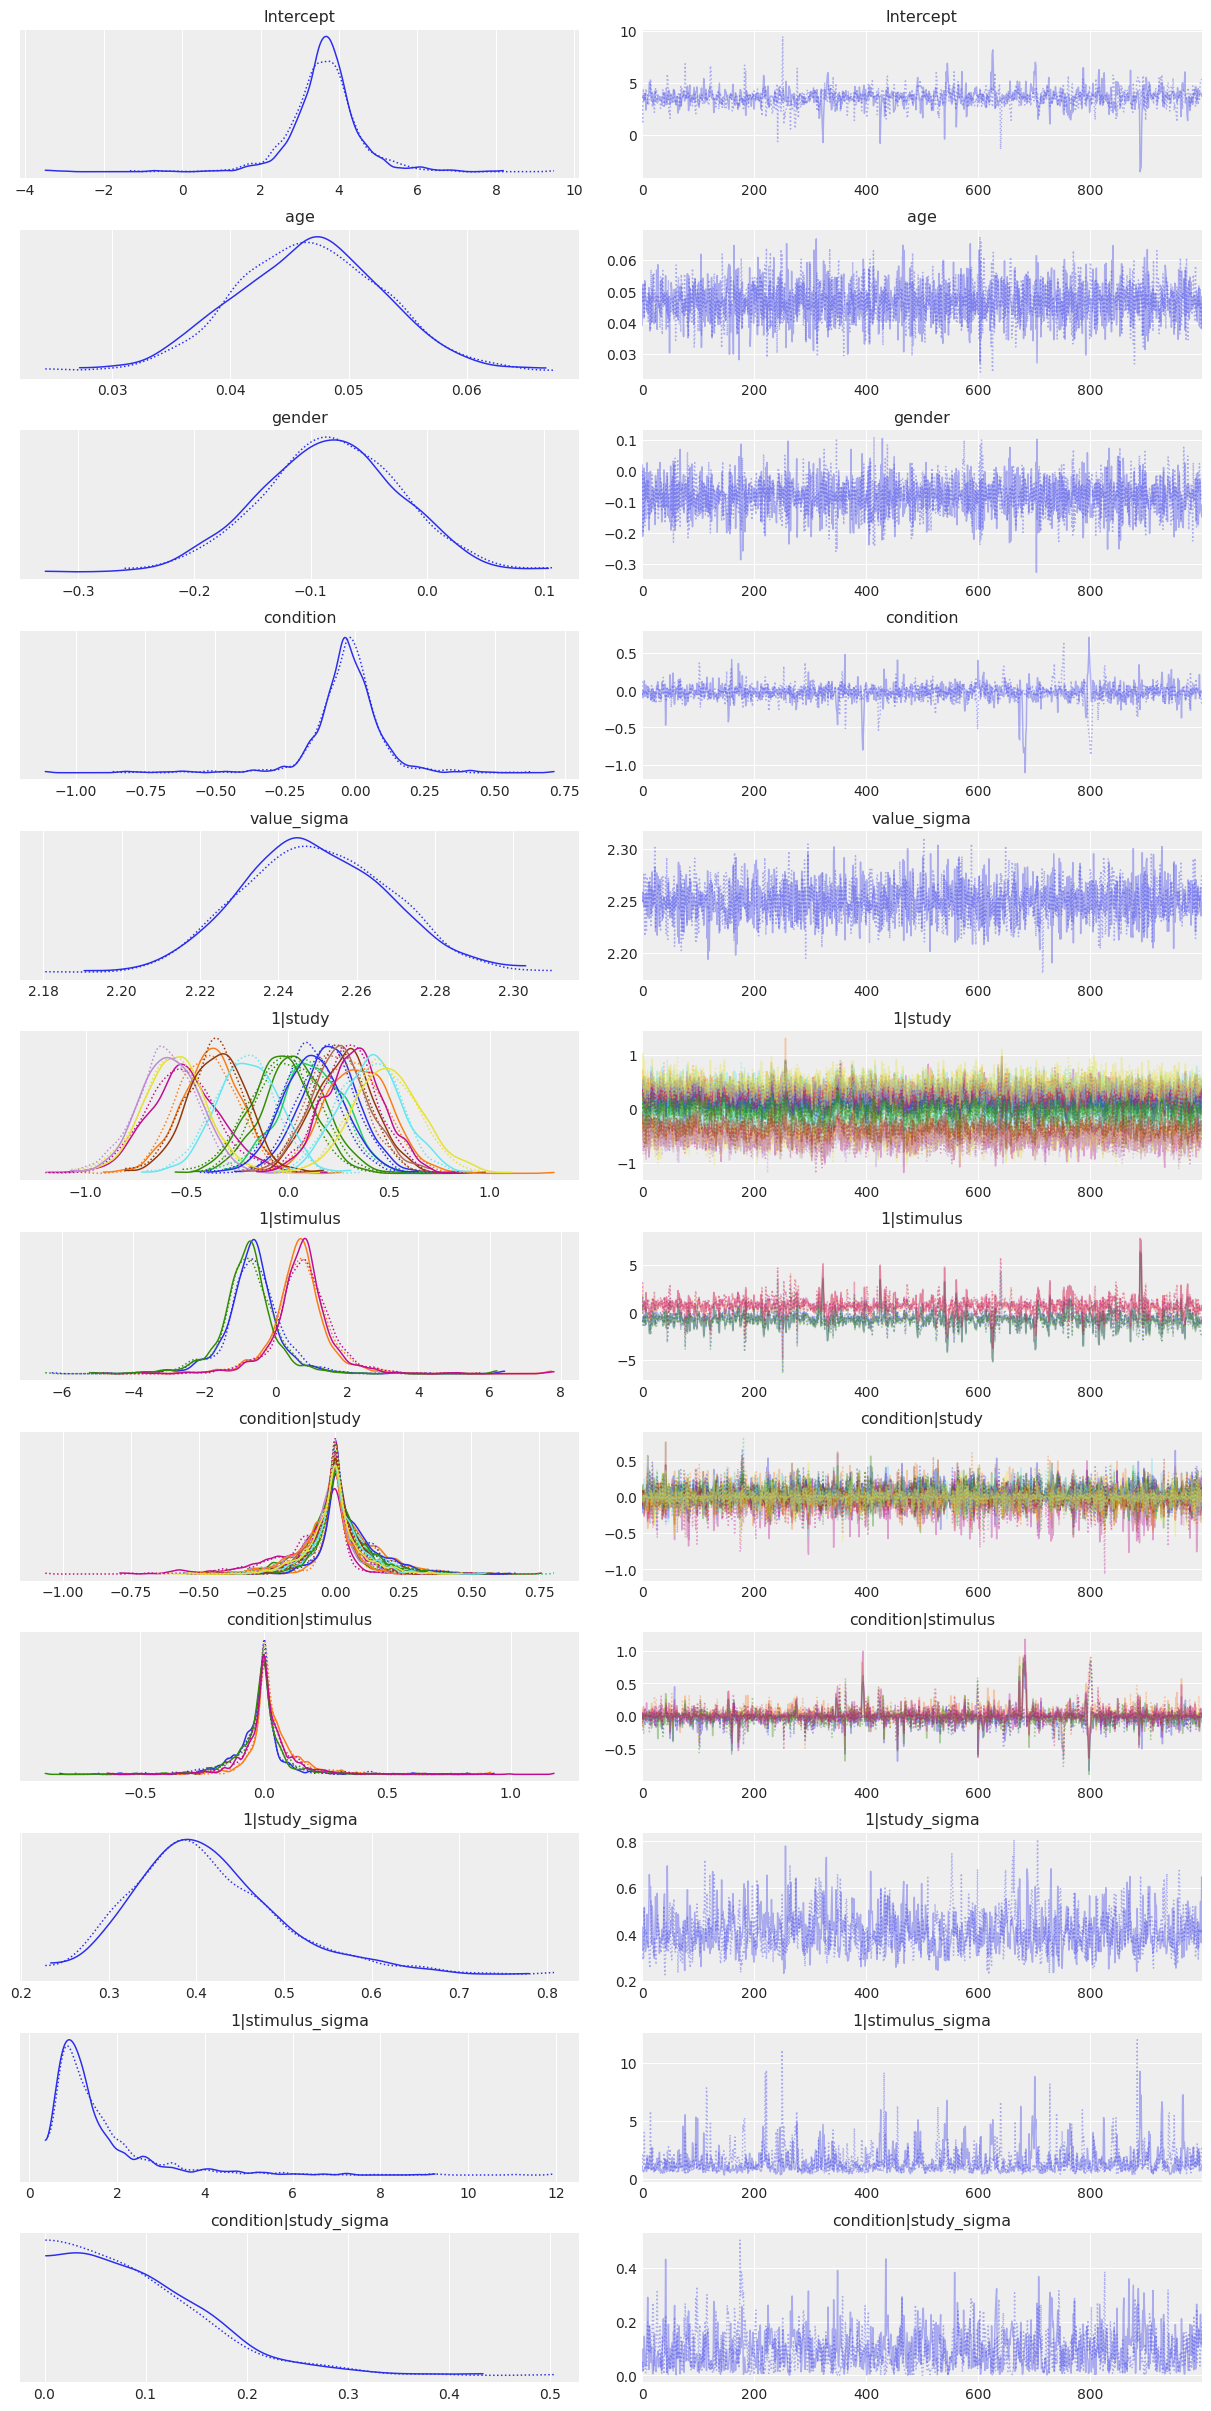 Intercept Intercept
10
5
0
−4 −2 0 2 4 6 8 10 0 200 400 600 800
age age
0.06
0.05
0.04
0.03
0.03 0.04 0.05 0.06 0 200 400 600 800
gender gender
0.1
0.0
−0.1
−0.2
−0.3
−0.3 −0.2 −0.1 0.0 0.1 0 200 400 600 800
condition condition
0.5
0.0
−0.5
−1.0
−1.00 −0.75 −0.50 −0.25 0.00 0.25 0.50 0.75 0 200 400 600 800
value_sigma value_sigma
2.30
2.25
2.20
2.18 2.20 2.22 2.24 2.26 2.28 2.30 0 200 400 600 800
1|study 1|study
1
0
−1
−1.0 −0.5 0.0 0.5 1.0 0 200 400 600 800
1|stimulus 1|stimulus
5
0
−5
−6 −4 −2 0 2 4 6 8 0 200 400 600 800
condition|study condition|study
0.5
0.0
−0.5
−1.0
−1.00 −0.75 −0.50 −0.25 0.00 0.25 0.50 0.75 0 200 400 600 800
condition|stimulus condition|stimulus
1.0
0.5
0.0
−0.5
−0.5 0.0 0.5 1.0 0 200 400 600 800
1|study_sigma 1|study_sigma
0.8
0.6
0.4
0.2
0.2 0.3 0.4 0.5 0.6 0.7 0.8 0 200 400 600 800
1|stimulus_sigma 1|stimulus_sigma
10
5
0
0 2 4 6 8 10 12 0 200 400 600 800
condition|study_sigma condition|study_sigma
0.4
0.2
0.0
0.0 0.1 0.2 0.3 0.4 0.5 0 200 400 600 800